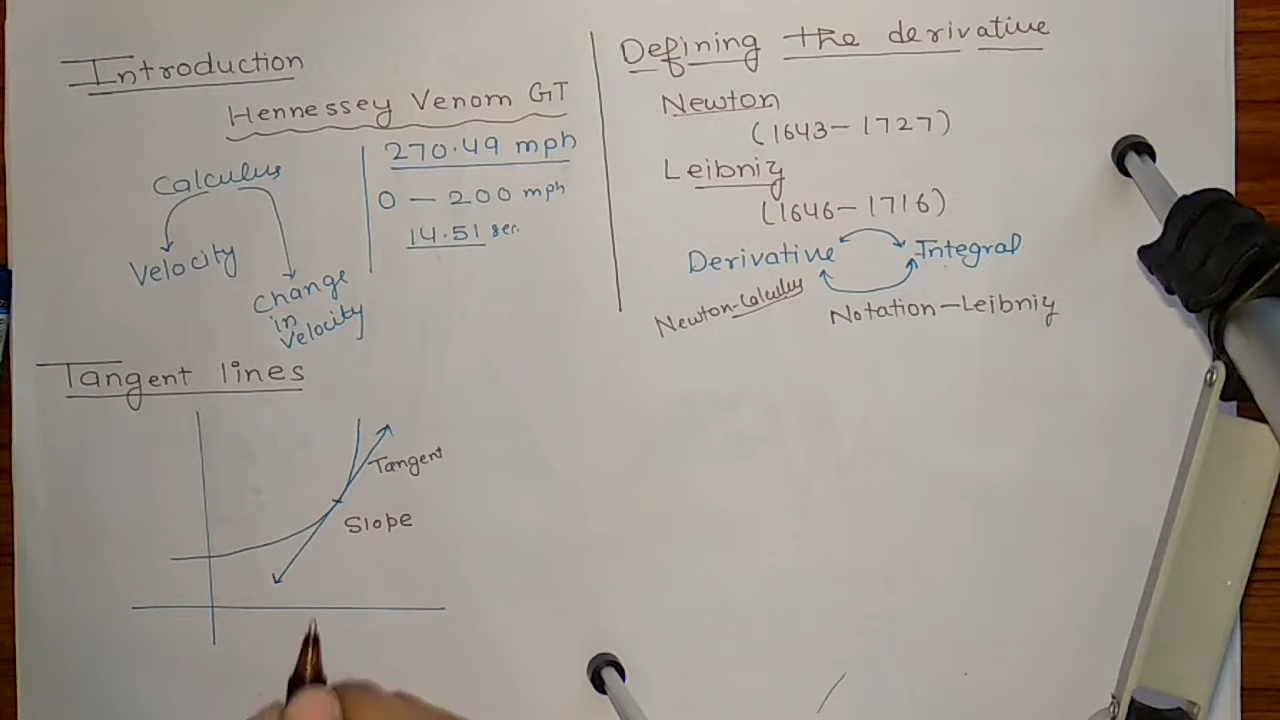 Introduction
Hennessey Venom GT
Calculus
Velocity
Change
in
Velocity
270.49 mph
0 — 200 mph
14.51 sec.
Defining the derivative
Newton
(1643 – 1727)
Leibniz
(1646 – 1716)
Derivative Integral
Newton-Calculus
Notation – Leibniz
Tangent lines
Tangent
Slope